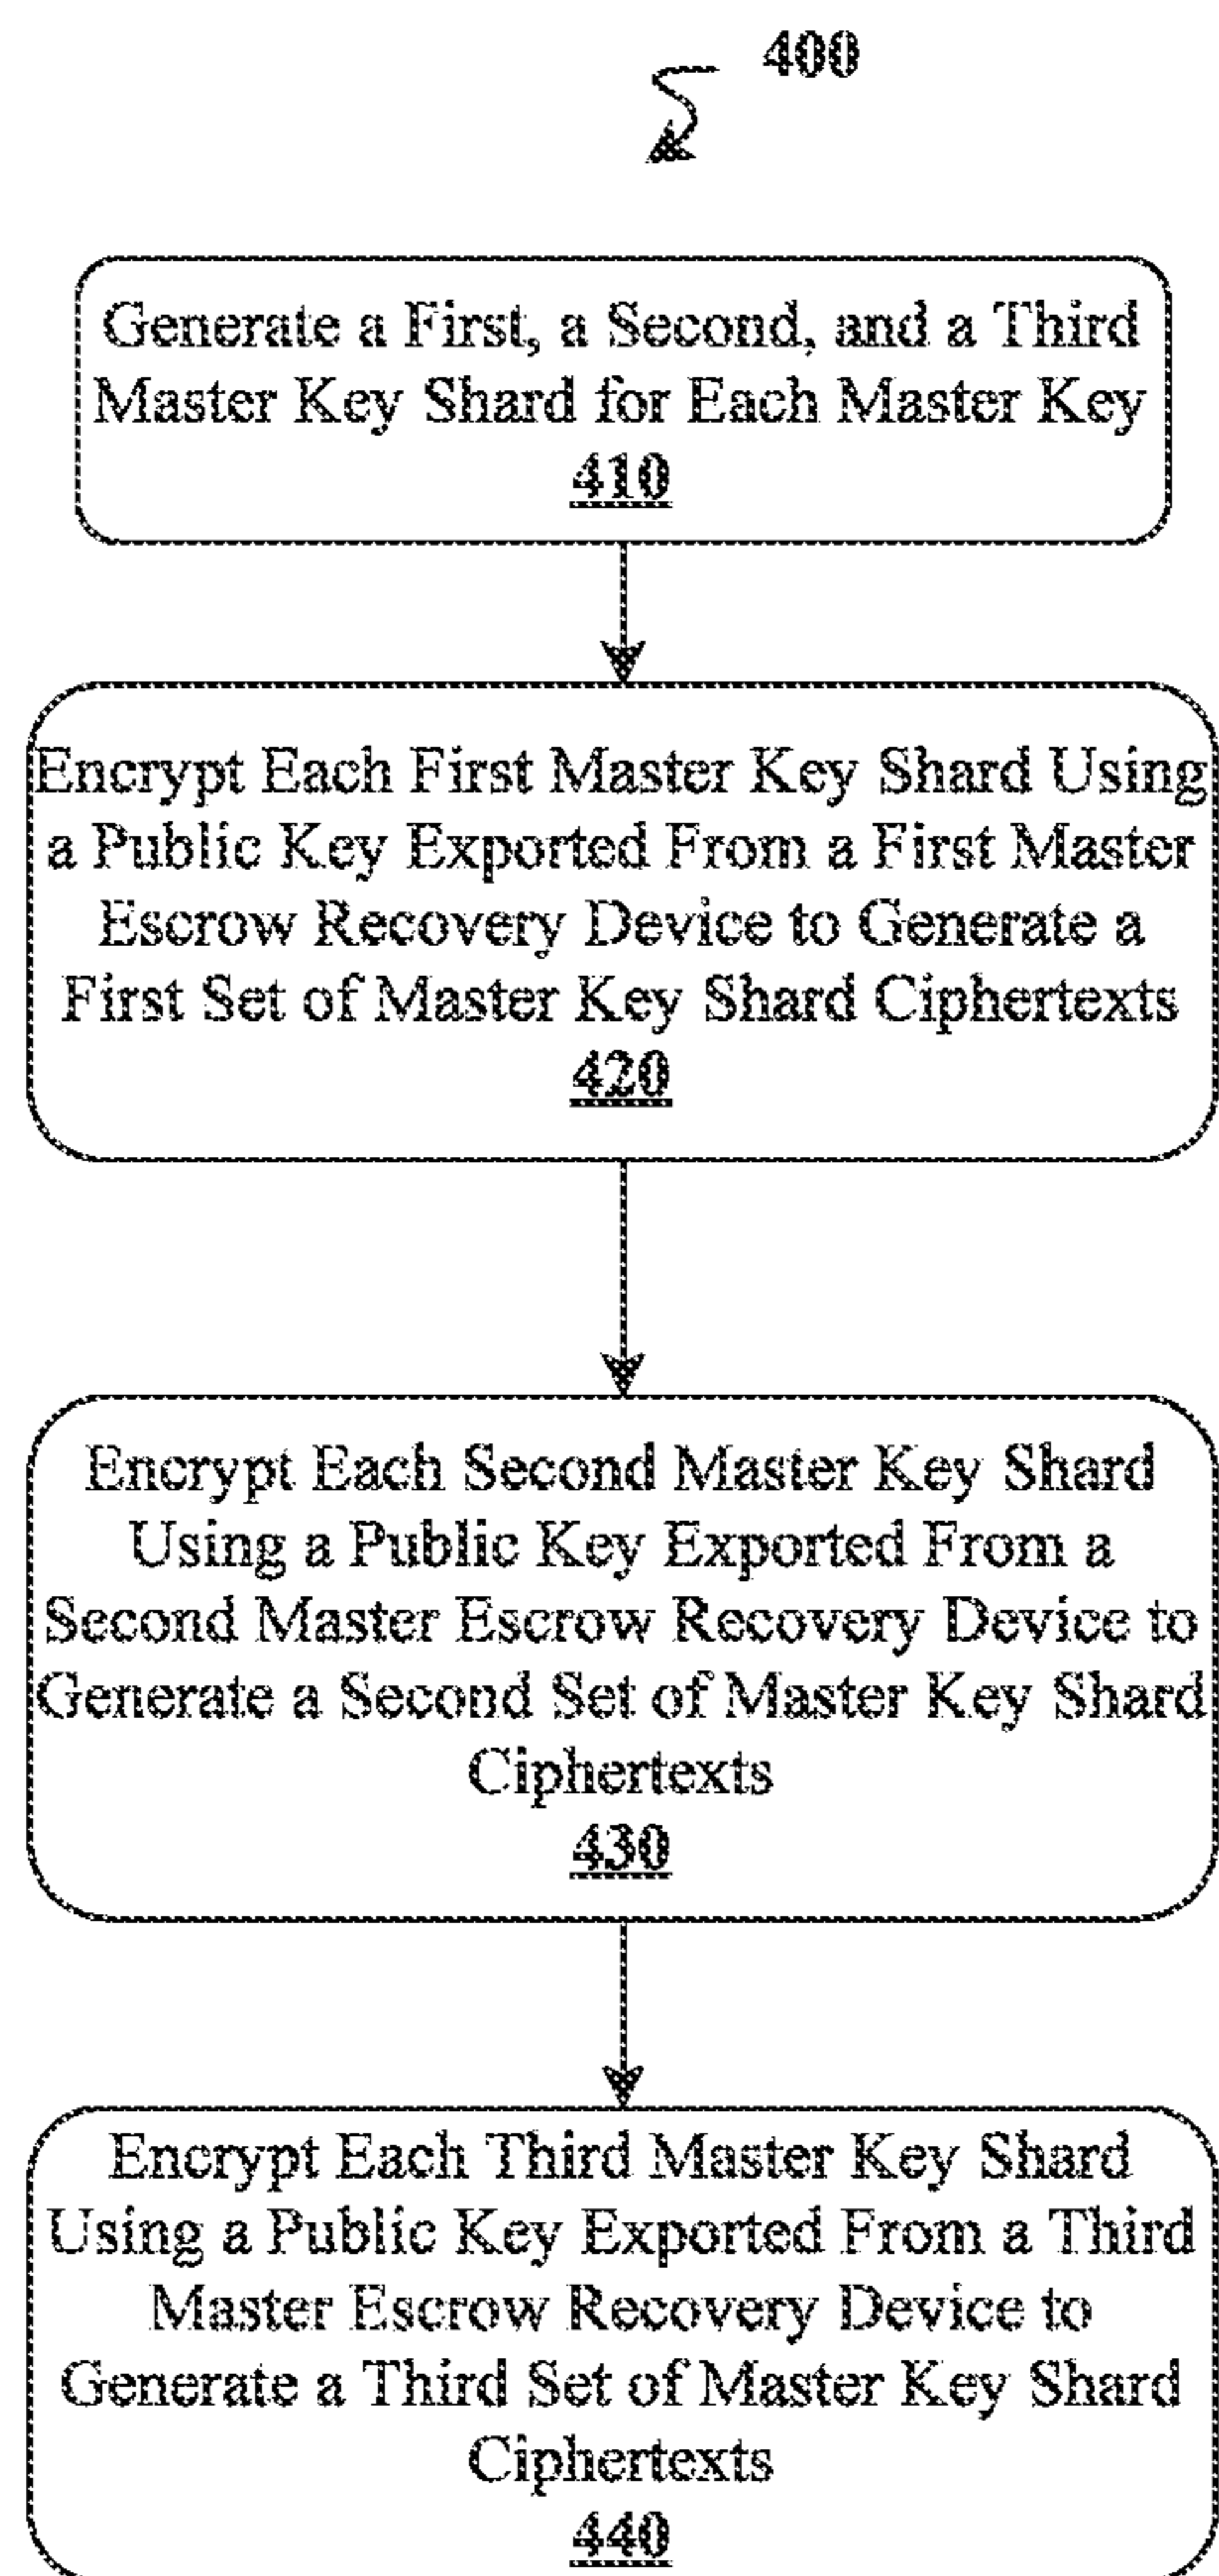 400
Generate a First, a Second, and a Third
Master Key Shard for Each Master Key
410
Encrypt Each First Master Key Shard Using
a Public Key Exported From a First Master
Escrow Recovery Device to Generate a
First Set of Master Key Shard Ciphertexts
420
Encrypt Each Second Master Key Shard
Using a Public Key Exported From a
Second Master Escrow Recovery Device to
Generate a Second Set of Master Key Shard
Ciphertexts
430
Encrypt Each Third Master Key Shard
Using a Public Key Exported From a Third
Master Escrow Recovery Device to
Generate a Third Set of Master Key Shard
Ciphertexts
440